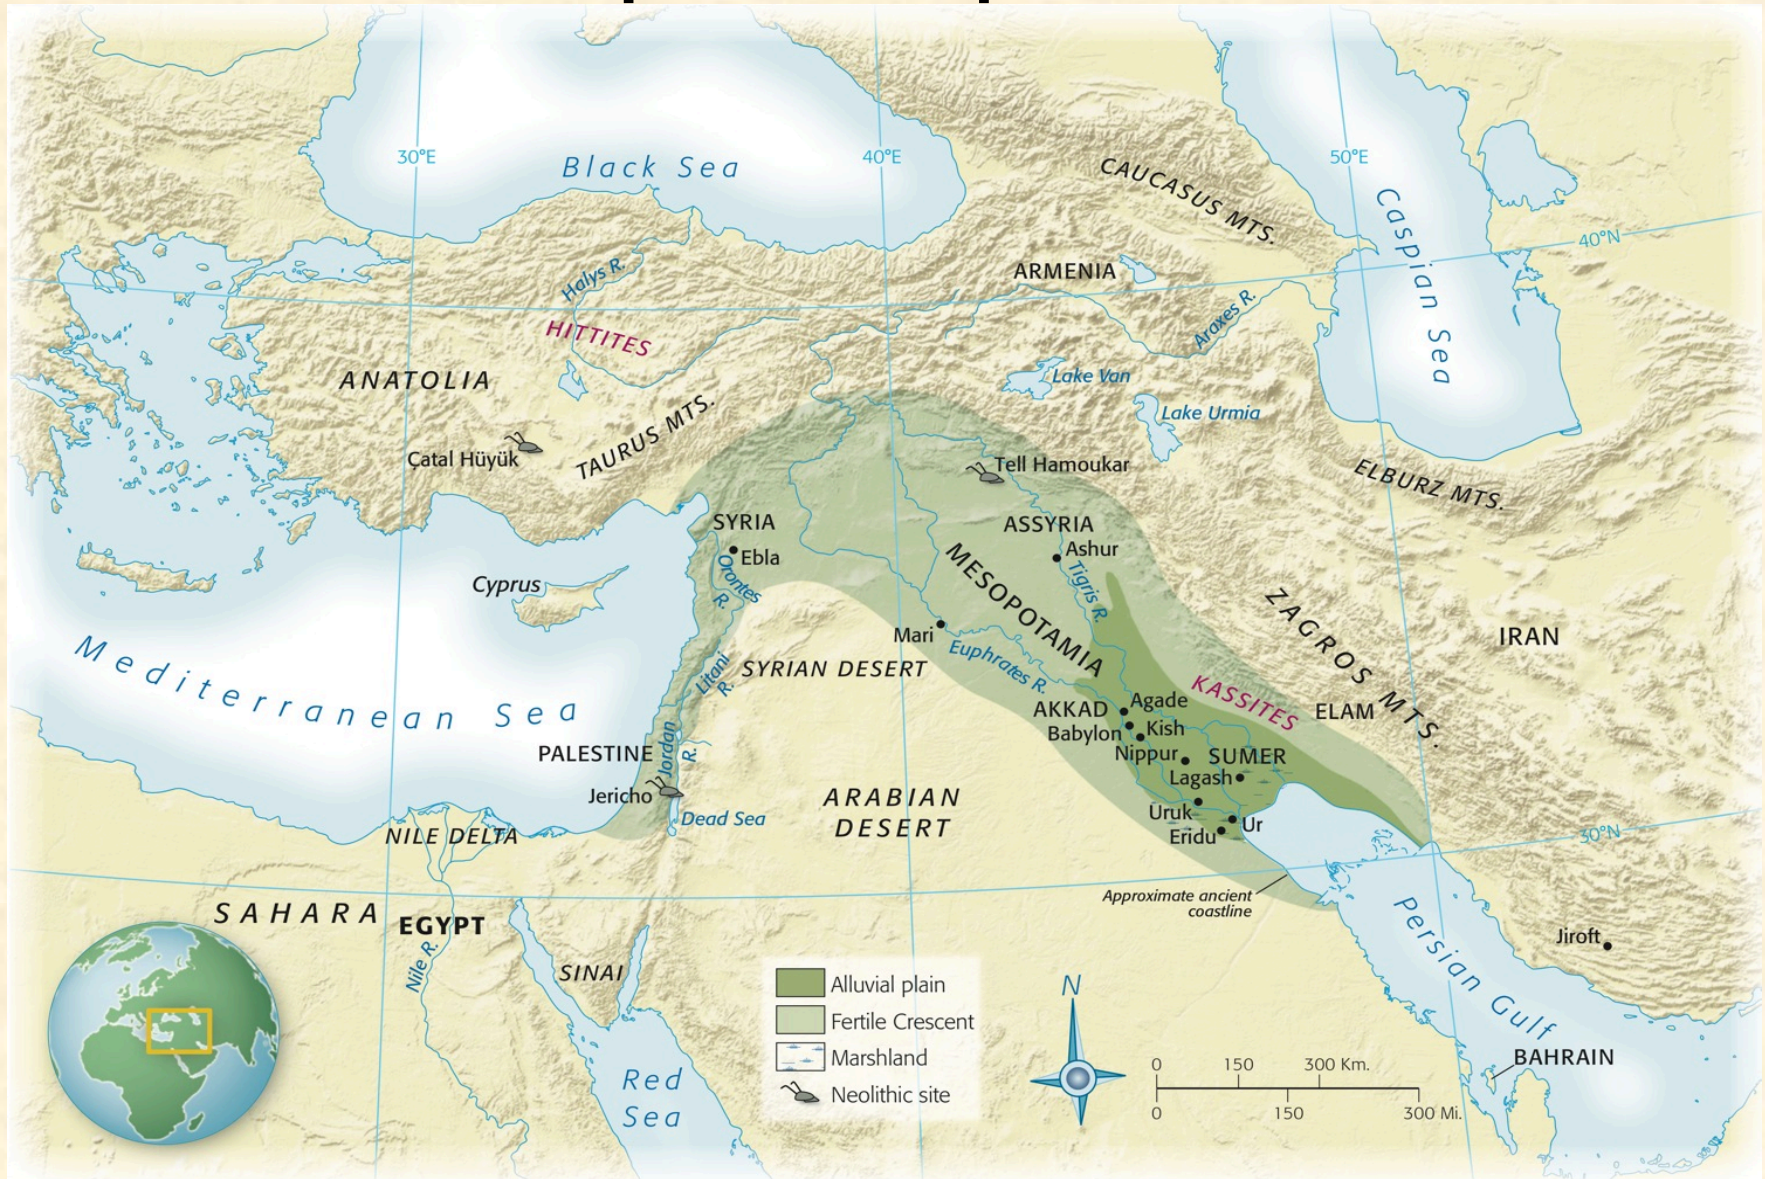 30°E
40°E
50°E
Black Sea
CAUCASUS MTS.
Caspian Sea
40°N
Halys R.
ARMENIA
Araxes R.
HITTITES
ANATOLIA
Lake Van
Lake Urmia
TAURUS MTS.
Çatal Hüyük
Tell Hamoukar
ELBURZ MTS.
SYRIA
Ebla
ASSYRIA
Ashur
Orontes
R.
Cyprus
MESOPOTAMIA
Tigris R.
ZAGROS MTS.
IRAN
Mari
Euphrates R.
Mediterranean Sea
Litani
R.
SYRIAN DESERT
KASSITES
ELAM
Agade
AKKAD
Babylon
Kish
Nippur
SUMER
Lagash
PALESTINE
Jordan
R.
Jericho
Dead Sea
ARABIAN
DESERT
Uruk
Ur
Eridu
NILE DELTA
30°N
Approximate ancient
coastline
SAHARA
EGYPT
Nile R.
SINAI
Persian Gulf
Jiroft
Red
Sea
BAHRAIN
Alluvial plain
Fertile Crescent
Marshland
Neolithic site
N
0 150 300 Km.
0 150 300 Mi.